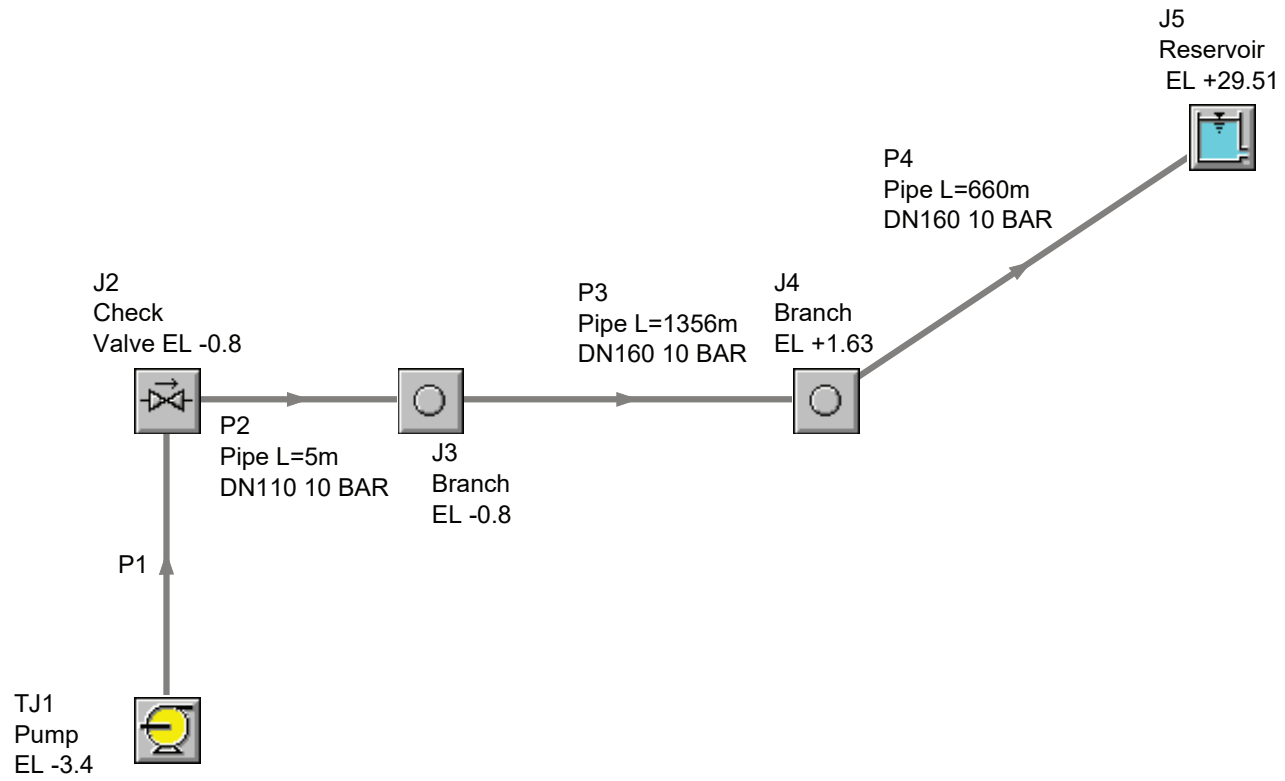 J5
Reservoir
EL +29.51
P4
Pipe L=660m
DN160 10 BAR
J2
Check
Valve EL -0.8
P3
Pipe L=1356m
DN160 10 BAR
J4
Branch
EL +1.63
P2
Pipe L=5m
DN110 10 BAR
J3
Branch
EL -0.8
P1
TJ1
Pump
EL -3.4